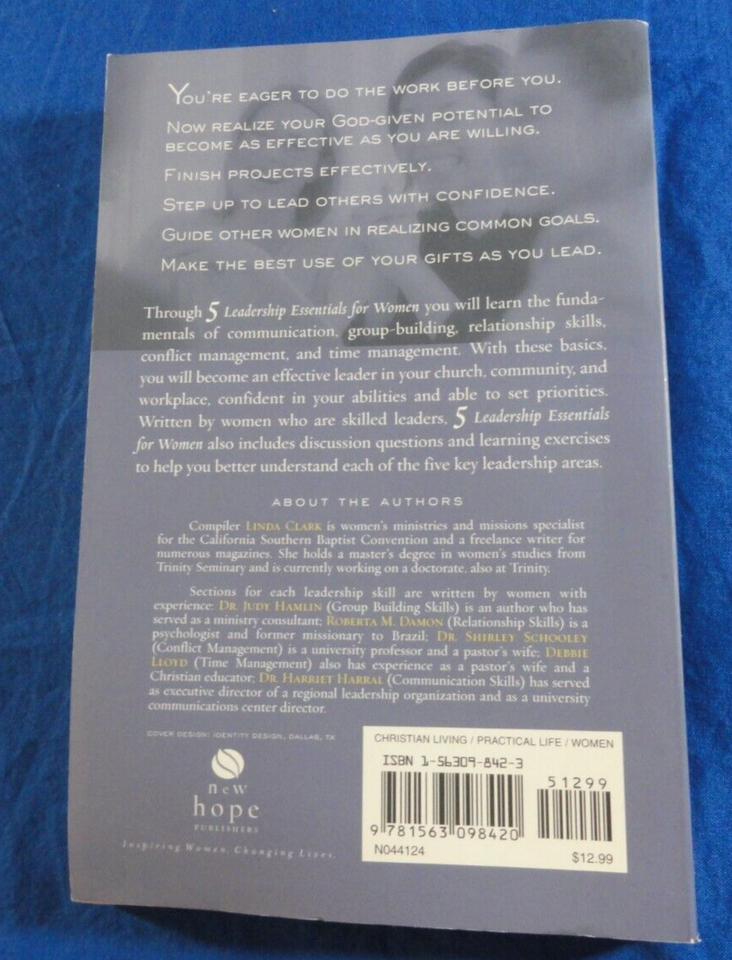 YOU'RE EAGER TO DO THE WORK BEFORE YOU.
NOW REALIZE YOUR GOD-GIVEN POTENTIAL TO
BECOME AS EFFECTIVE AS YOU ARE WILLING.
FINISH PROJECTS EFFECTIVELY.
STEP UP TO LEAD OTHERS WITH CONFIDENCE.
GUIDE OTHER WOMEN IN REALIZING COMMON GOALS.
MAKE THE BEST USE OF YOUR GIFTS AS YOU LEAD.
Through 5 Leadership Essentials for Women you will learn the funda-
mentals of communication, group-building, relationship skills,
conflict management, and time management. With these basics,
you will become an effective leader in your church, community, and
workplace, confident in your abilities and able to set priorities.
Written by women who are skilled leaders, 5 Leadership Essentials
for Women also includes discussion questions and learning exercises
to help you better understand each of the five key leadership areas.
ABOUT THE AUTHORS
Compiler LINDA CLARK is women's ministries and missions specialist
for the California Southern Baptist Convention and a freelance writer for
numerous magazines. She holds a master's degree in women's studies from
Trinity Seminary and is currently working on a doctorate, also at Trinity.
Sections for each leadership skill are written by women with
experience: DR. JUDY HAMLIN (Group Building Skills) is an author who has
served as a ministry consultant; ROBERTA M. DAMON (Relationship Skills) is a
psychologist and former missionary to Brazil; DR. SHIRLEY SCHOOLEY
(Conflict Management) is a university professor and a pastor's wife; DEBBIE
LLOYD (Time Management) also has experience as a pastor's wife and a
Christian educator; DR. HARRIET HARRAL (Communication Skills) has served
as executive director of a regional leadership organization and as a university
communications center director.
COVER DESIGN: IDENTITY DESIGN, DALLAS, TX
new
hope
PUBLISHERS
Inspiring Women. Changing Lives.
CHRISTIAN LIVING / PRACTICAL LIFE / WOMEN
ISBN 1-56309-842-3
51299
9 781563 098420
N044124
$12.99